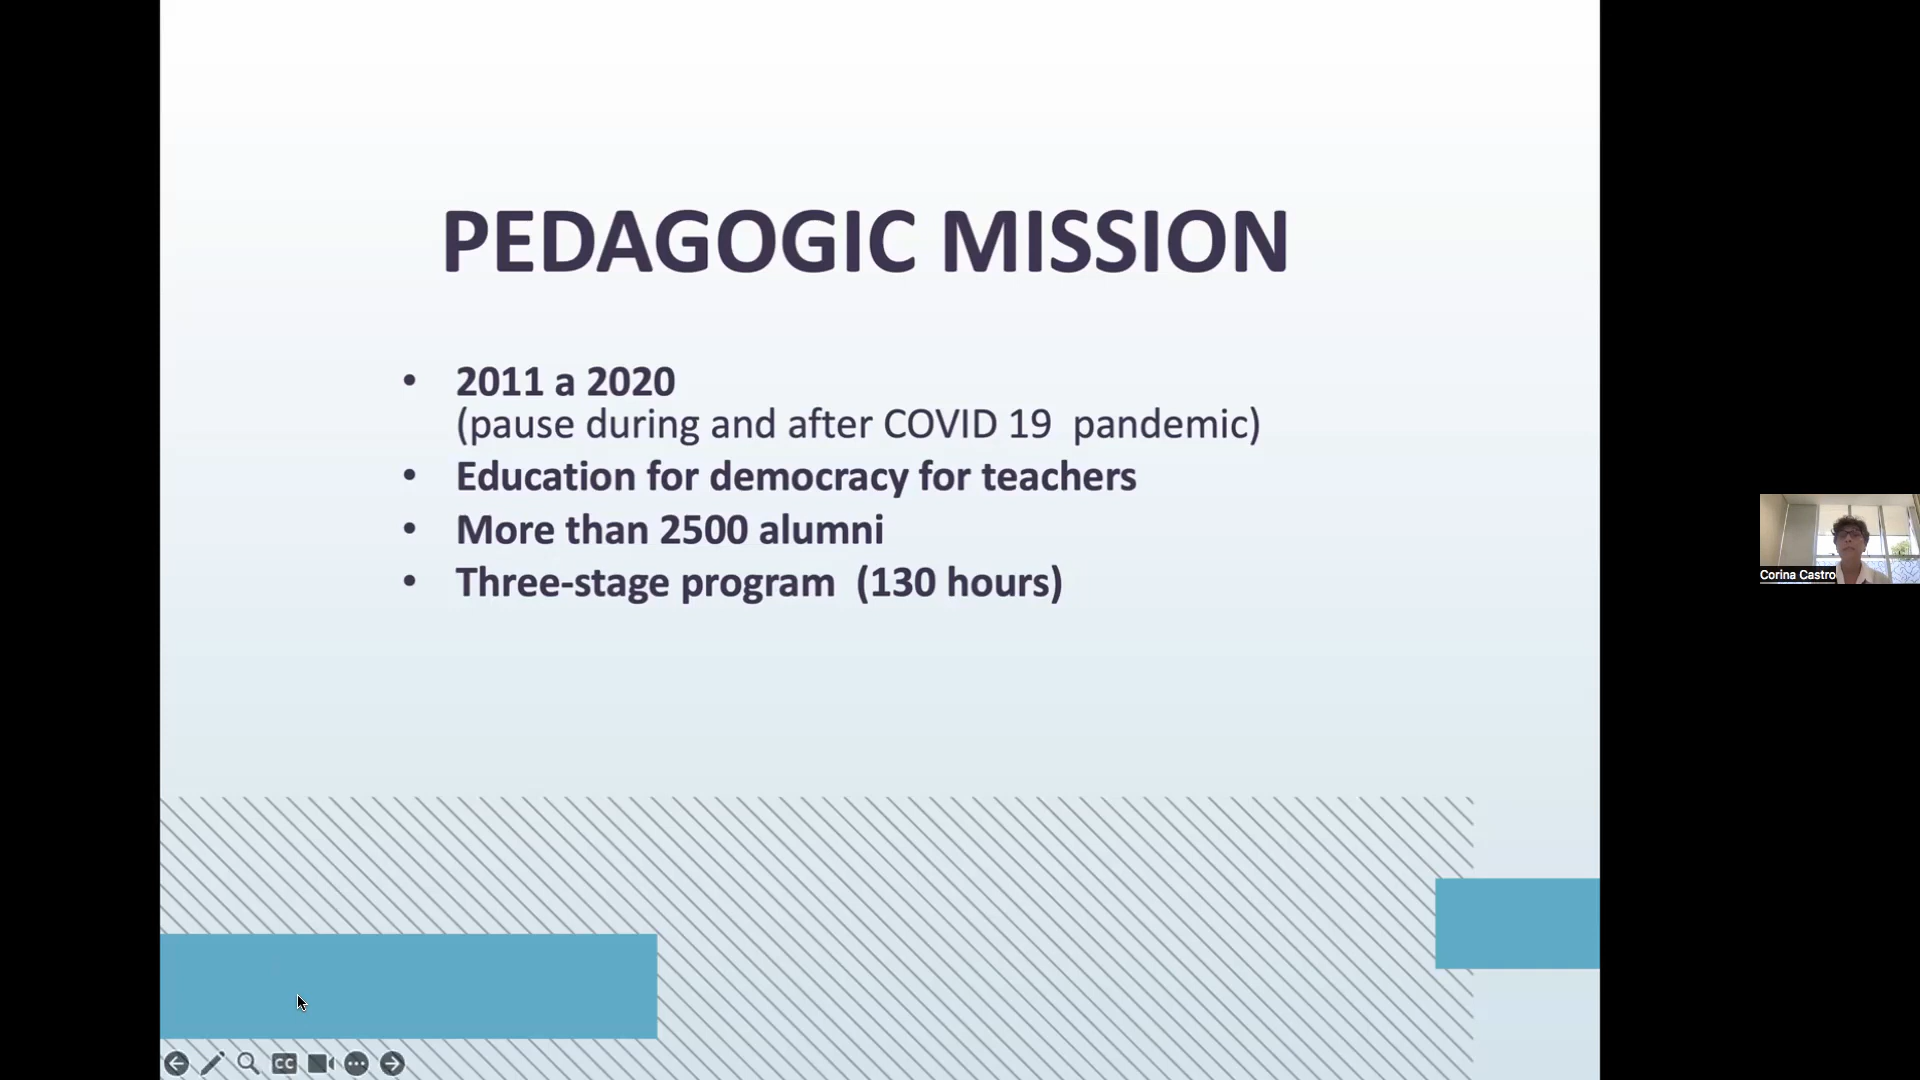 PEDAGOGIC MISSION
• 2011 a 2020
(pause during and after COVID 19 pandemic)
• Education for democracy for teachers
• More than 2500 alumni
• Three-stage program (130 hours)
Corina Castro
CC